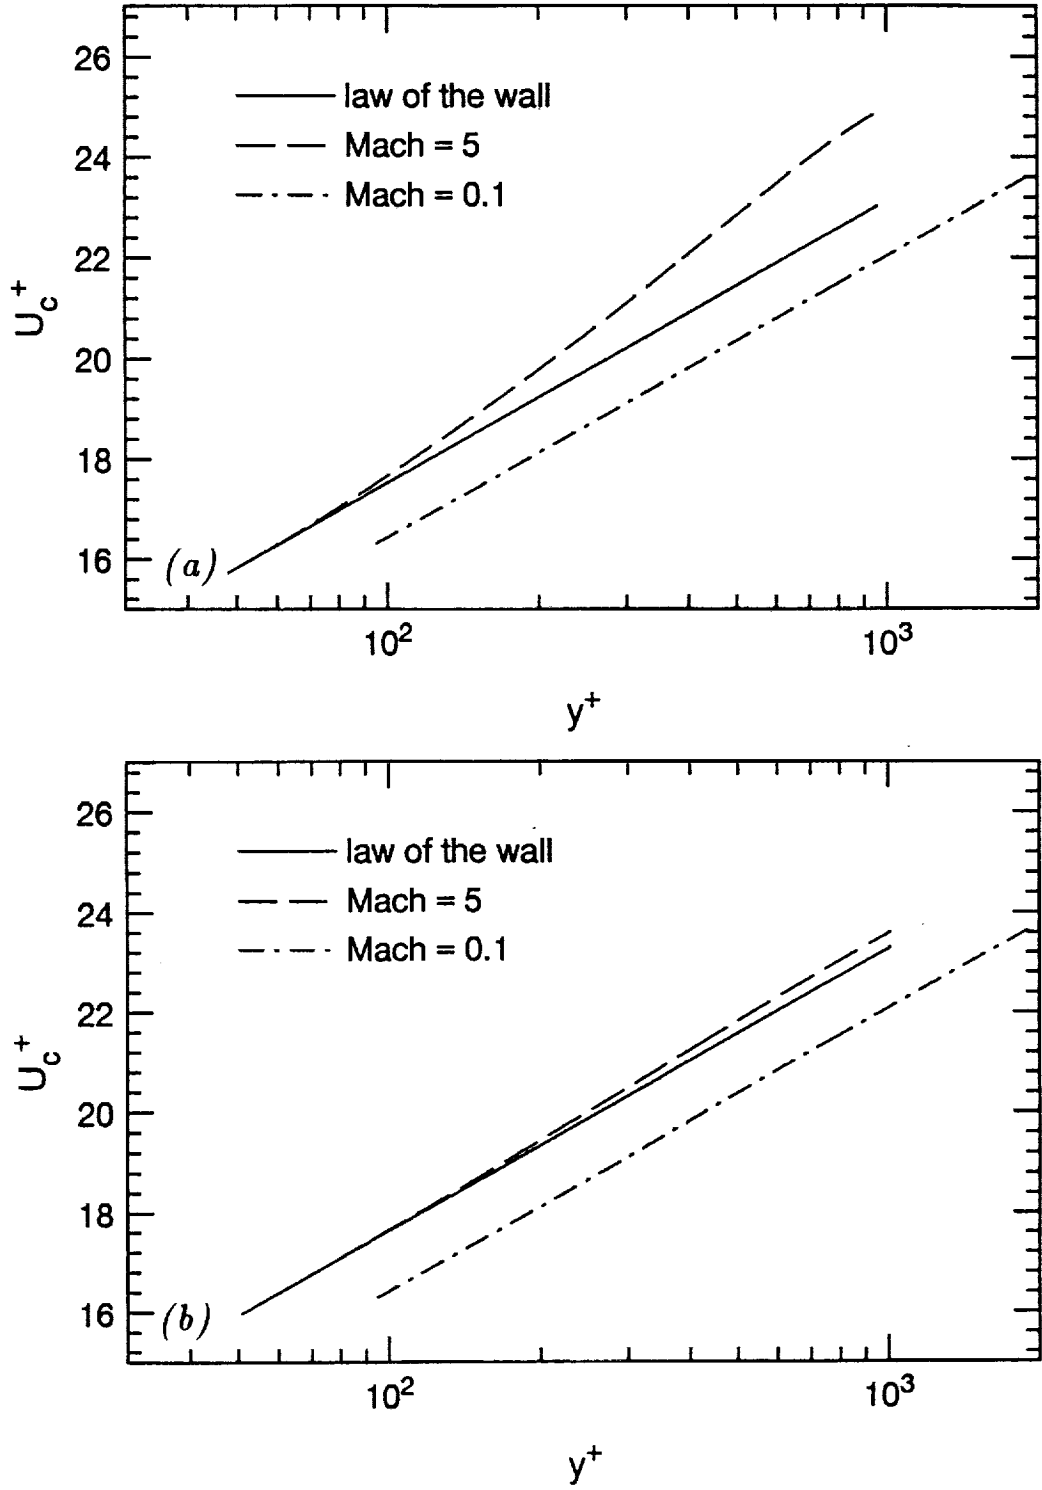 26
law of the wall
Mach = 5
24
Mach = 0.1
22
U_c^+
20
18
16
(a)
10^2 10^3
y^+
26
law of the wall
Mach = 5
24
Mach = 0.1
22
U_c^+
20
18
16
(b)
10^2 10^3
y^+